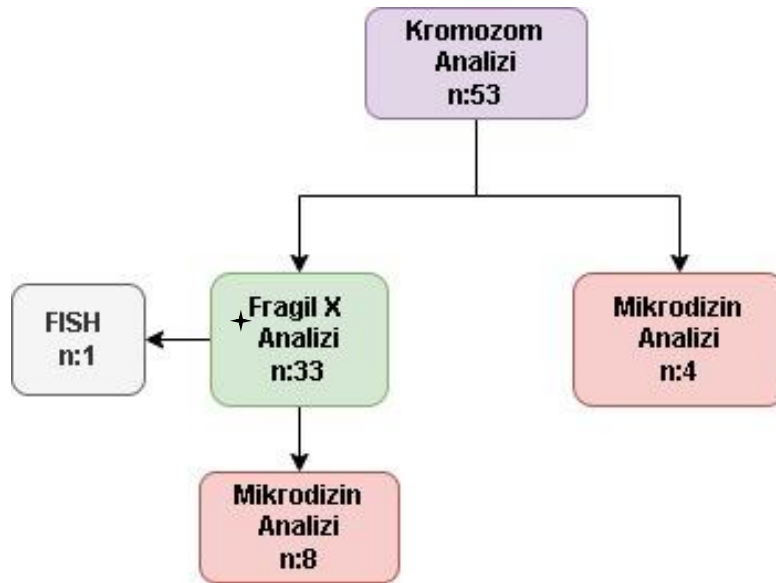 Kromozom
Analizi
n:53
Fragil X
Analizi
n:33
Mikrodizin
Analizi
n:4
FISH
n:1
Mikrodizin
Analizi
n:8